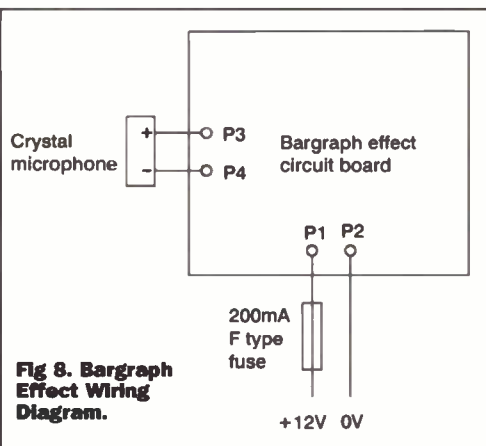 Crystal
microphone
+
-
P3
P4
Bargraph effect
circuit board
P1 P2
200mA
F type
fuse
+12V 0V
Fig 8. Bargraph
Effect Wiring
Diagram.